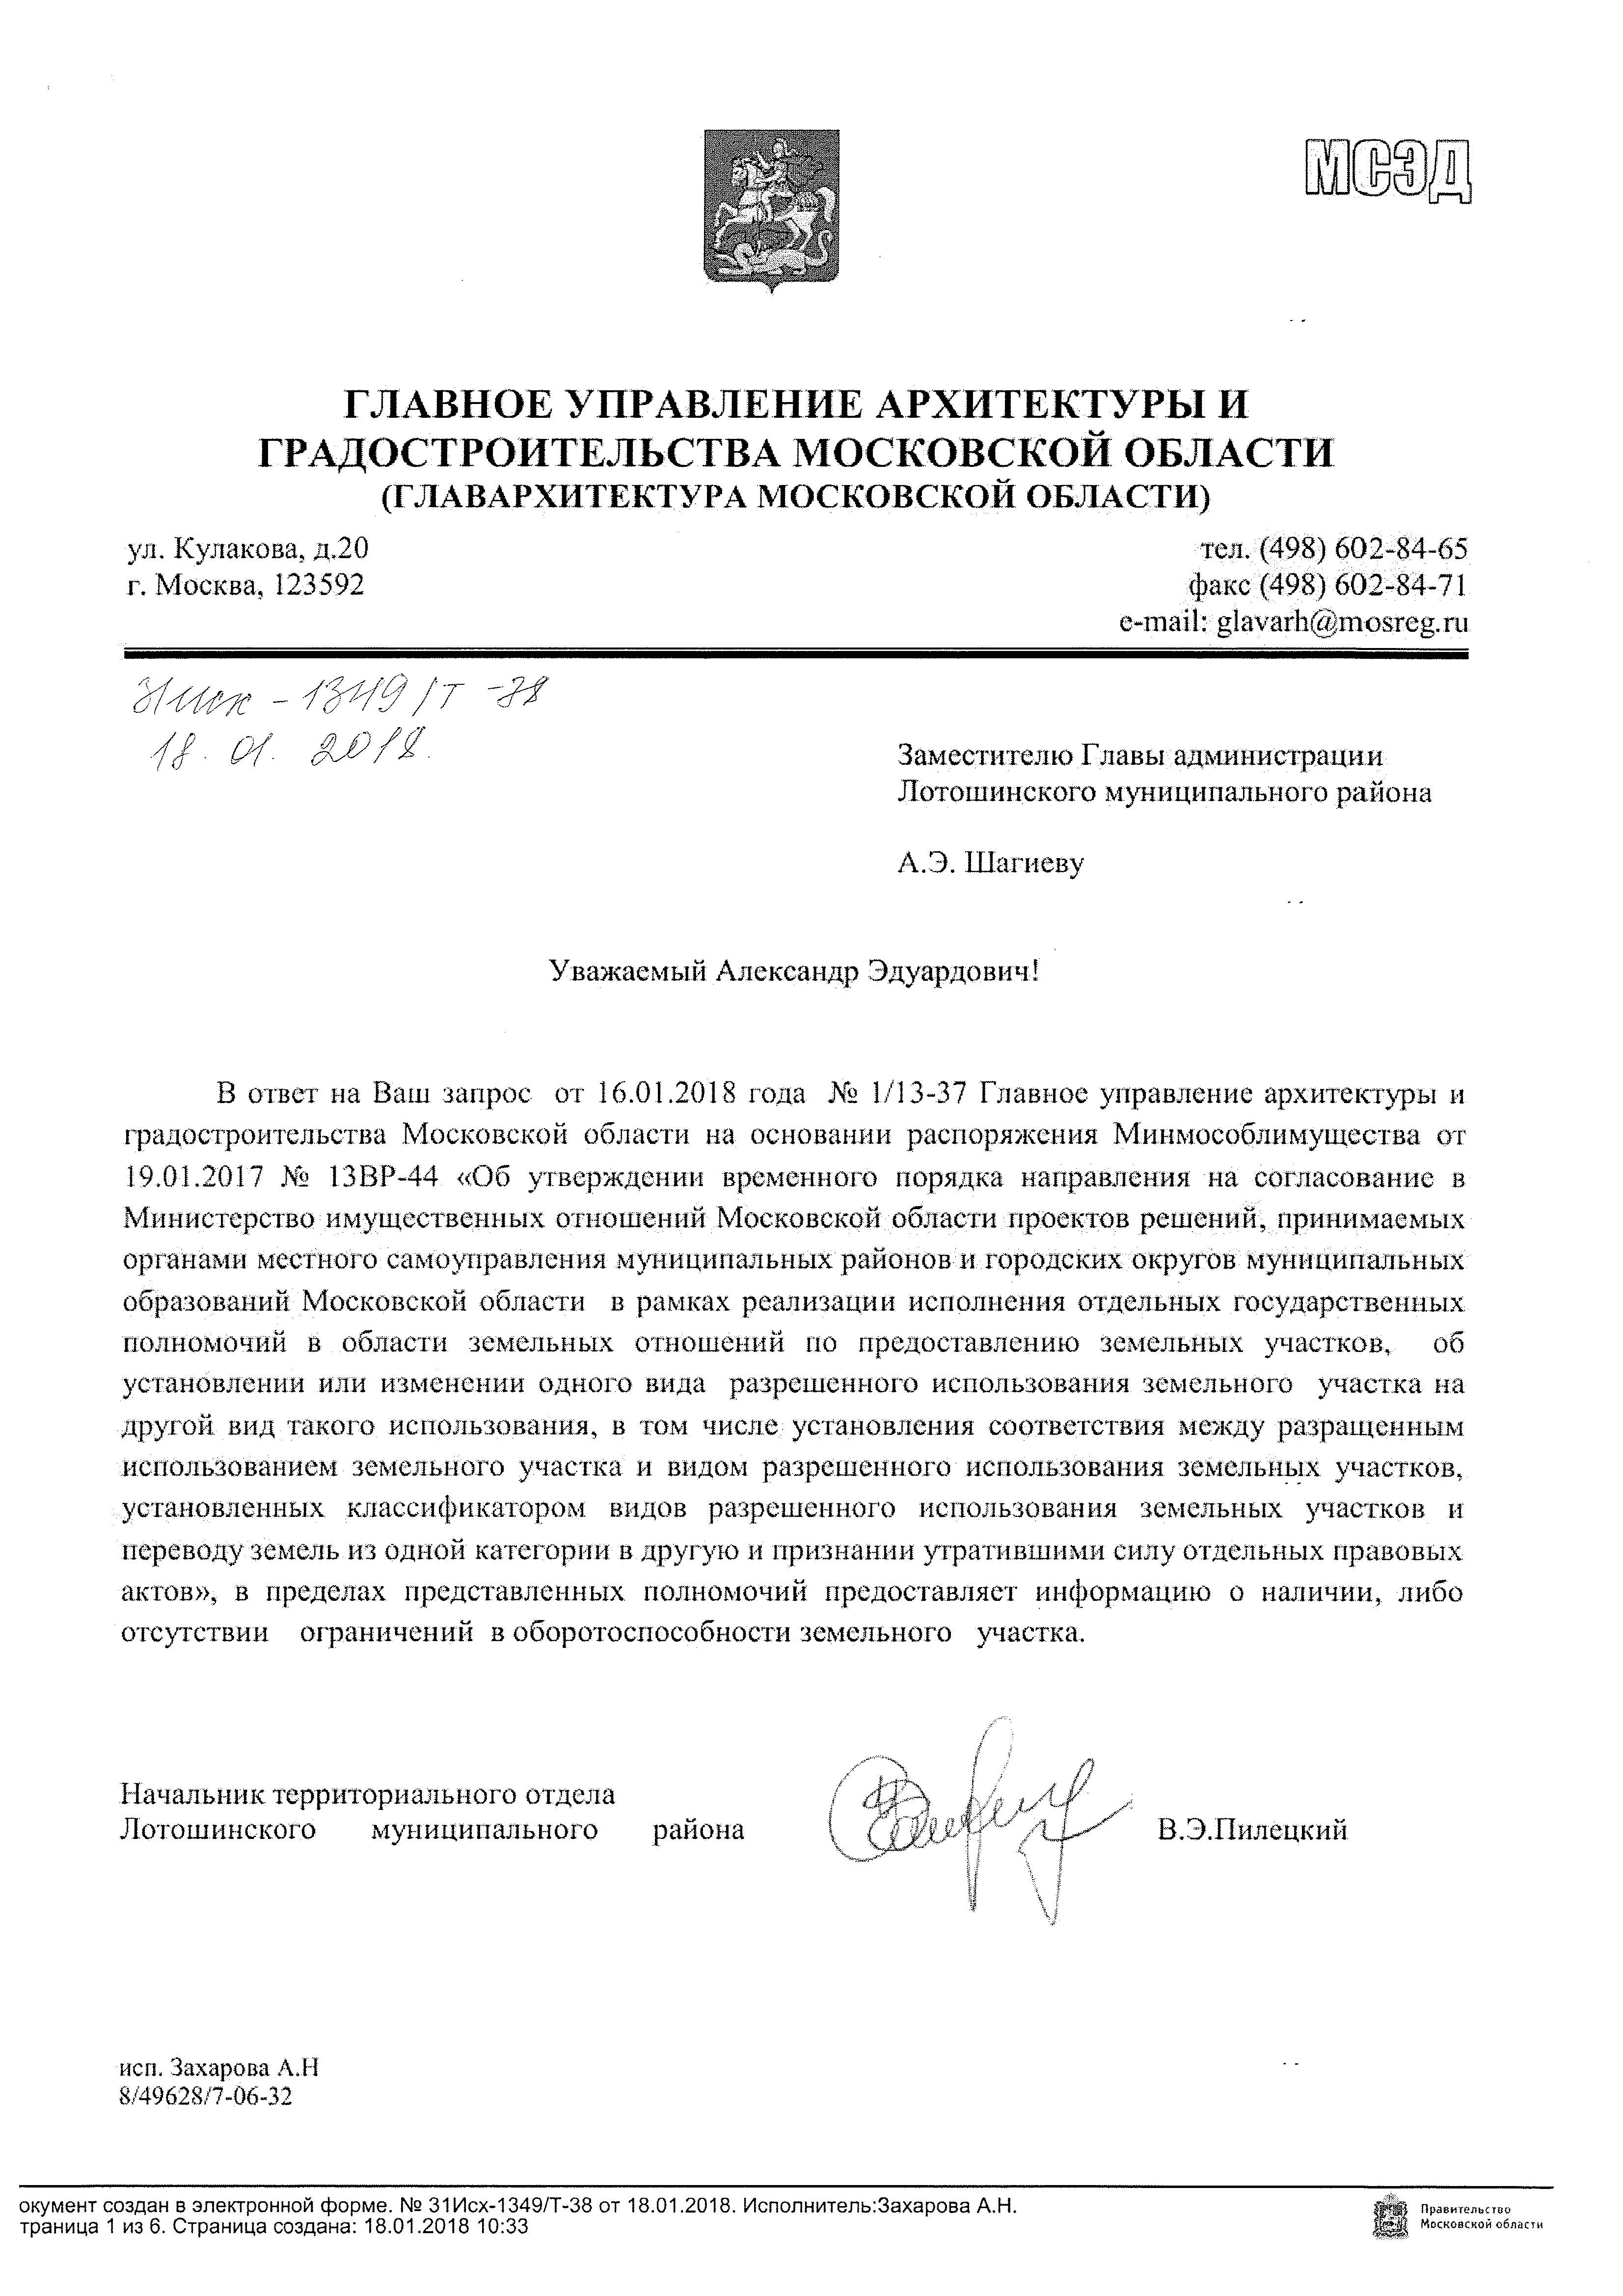 МСЭД
ГЛАВНОЕ УПРАВЛЕНИЕ АРХИТЕКТУРЫ И
ГРАДОСТРОИТЕЛЬСТВА МОСКОВСКОЙ ОБЛАСТИ
(ГЛАВАРХИТЕКТУРА МОСКОВСКОЙ ОБЛАСТИ)
ул. Кулакова, д.20
г. Москва, 123592
тел. (498) 602-84-65
факс (498) 602-84-71
e-mail: glavarh@mosreg.ru
31Исх - 1349/Т -38
18. 01. 2018.
Заместителю Главы администрации
Лотошинского муниципального района
А.Э. Шагиеву
Уважаемый Александр Эдуардович!
В ответ на Ваш запрос от 16.01.2018 года № 1/13-37 Главное управление архитектуры и
градостроительства Московской области на основании распоряжения Минмособлимущества от
19.01.2017 № 13ВР-44 «Об утверждении временного порядка направления на согласование в
Министерство имущественных отношений Московской области проектов решений, принимаемых
органами местного самоуправления муниципальных районов и городских округов муниципальных
образований Московской области в рамках реализации исполнения отдельных государственных
полномочий в области земельных отношений по предоставлению земельных участков, об
установлении или изменении одного вида разрешенного использования земельного участка на
другой вид такого использования, в том числе установления соответствия между разращенным
использованием земельного участка и видом разрешенного использования земельных участков,
установленных классификатором видов разрешенного использования земельных участков и
переводу земель из одной категории в другую и признании утратившими силу отдельных правовых
актов», в пределах представленных полномочий предоставляет информацию о наличии, либо
отсутствии ограничений в оборотоспособности земельного участка.
Начальник территориального отдела
Лотошинского муниципального района В.Э.Пилецкий
исп. Захарова А.Н
8/49628/7-06-32
окумент создан в электронной форме. № 31Исх-1349/Т-38 от 18.01.2018. Исполнитель:Захарова А.Н.
траница 1 из 6. Страница создана: 18.01.2018 10:33
Правительство
Московской области